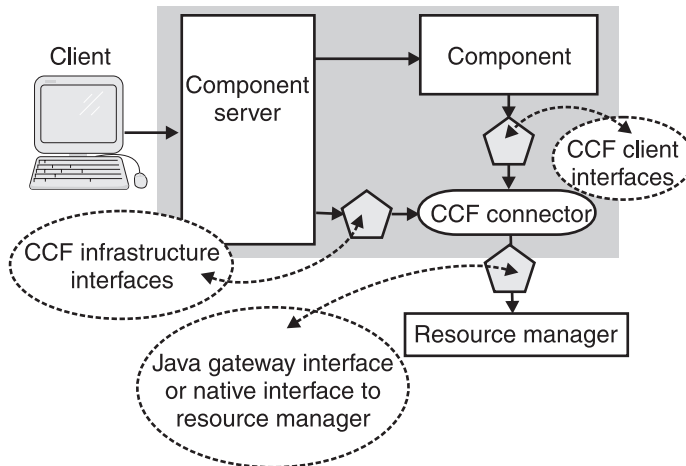 Client
Component
server
Component
CCF client
interfaces
CCF connector
CCF infrastructure
interfaces
Resource manager
Java gateway interface
or native interface to
resource manager